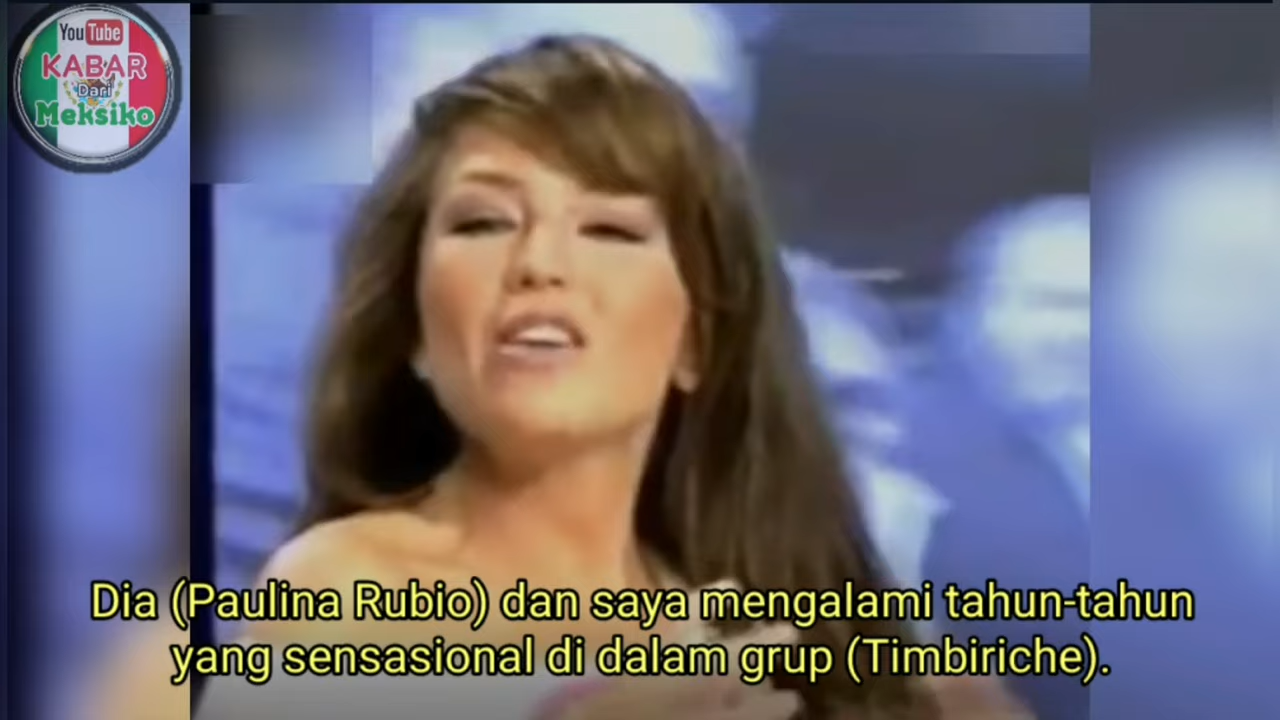 YouTube
KABAR
Dari
Meksiko
Dia (Paulina Rubio) dan saya mengalami tahun-tahun
yang sensasional di dalam grup (Timbiriche).